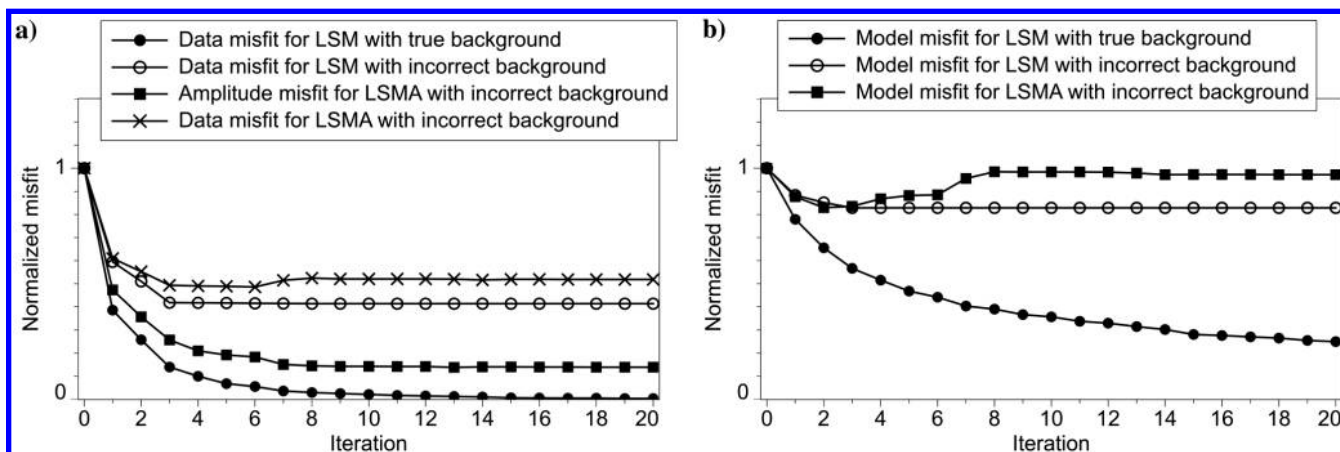 a)
Data misfit for LSM with true background
Data misfit for LSM with incorrect background
Amplitude misfit for LSMA with incorrect background
Data misfit for LSMA with incorrect background
Normalized misfit
1
0
0 2 4 6 8 10 12 14 16 18 20
Iteration
b)
Model misfit for LSM with true background
Model misfit for LSM with incorrect background
Model misfit for LSMA with incorrect background
Normalized misfit
1
0
0 2 4 6 8 10 12 14 16 18 20
Iteration